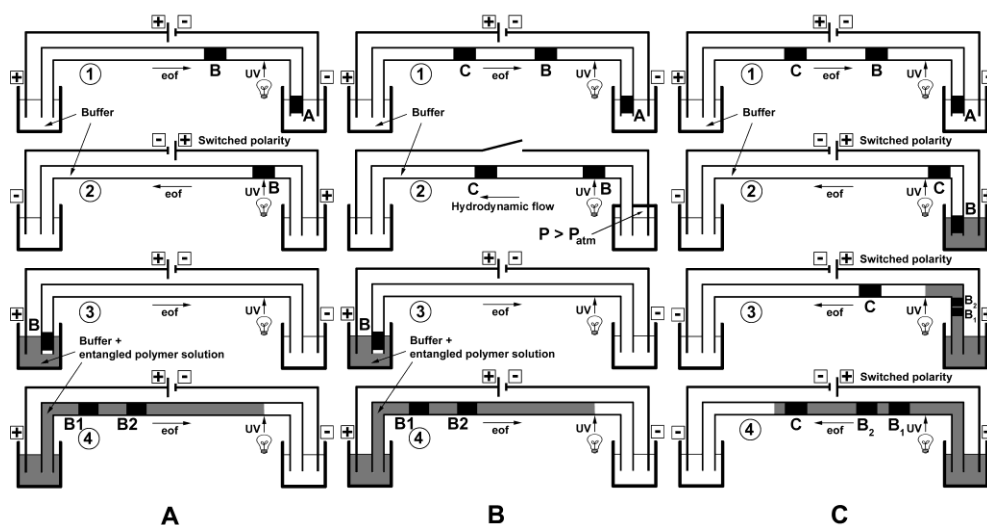 + -
+ -
B
1
eof
UV
A
Buffer
- + Switched polarity
- +
B
2
eof
UV
+ -
+ -
B
3
eof
UV
Buffer +
entangled polymer solution
+ -
+ -
B1 B2
4
eof
UV
A
+ -
+ -
C B
1
eof
UV
A
Buffer
2
C B
UV
Hydrodynamic flow
P > Patm
+ -
+ -
B
3
eof
UV
Buffer +
entangled polymer solution
+ -
+ -
B1 B2
4
eof
UV
B
+ -
+ -
C B
1
eof
UV
A
Buffer
- + Switched polarity
- -
C
B
2
eof
UV
- + Switched polarity
-
3
C
eof
UV
B2
B1
- + Switched polarity
-
4
C B2 B1
eof
UV
C